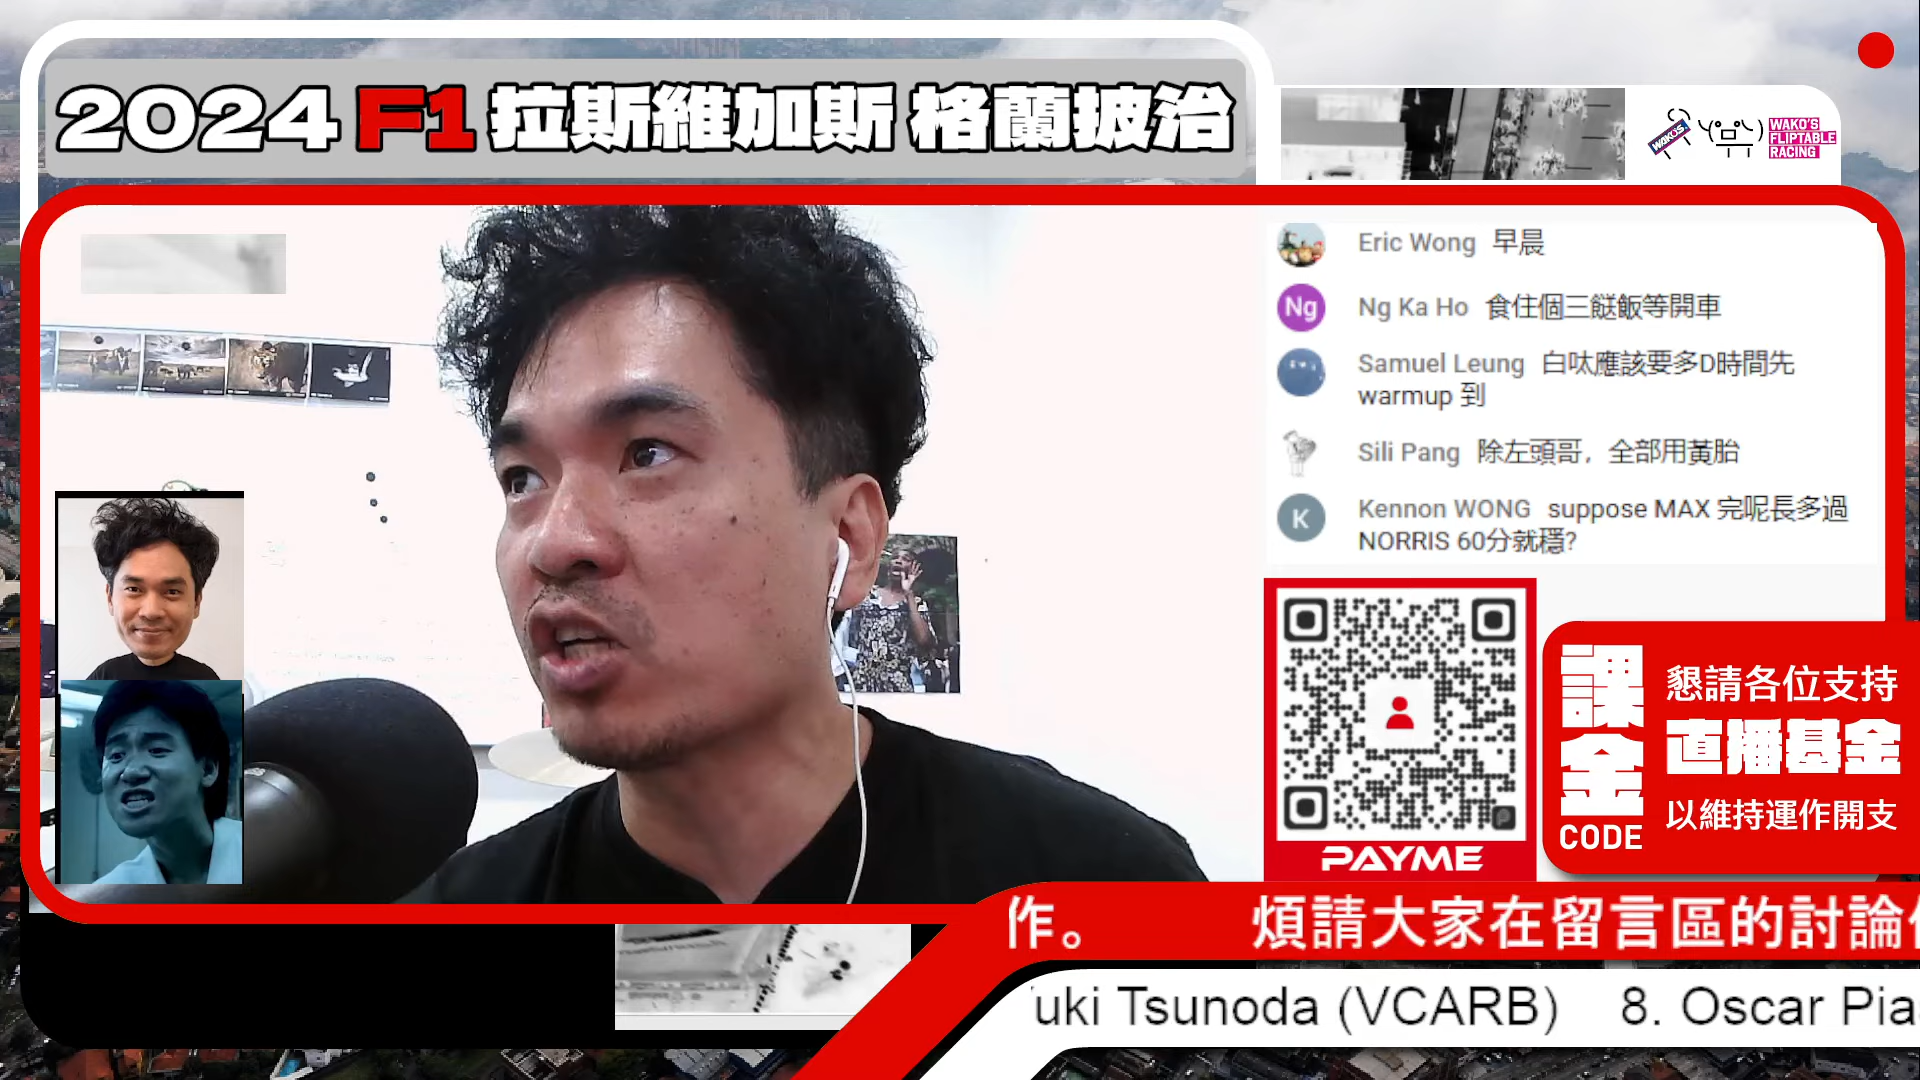 2024 F1 拉斯維加斯 格蘭披治
WAKO'S
WAKO'S
FLIPTABLE
RACING
Eric Wong 早晨
Ng
Ng Ka Ho 食住個三餸飯等開車
Samuel Leung 白呔應該要多D時間先
warmup 到
Sili Pang 除左頭哥，全部用黃胎
K
Kennon WONG suppose MAX 完呢長多過
NORRIS 60分就穩?
PAYME
課金
CODE
懇請各位支持
直播基金
以維持運作開支
作。 煩請大家在留言區的討論
uki Tsunoda (VCARB) 8. Oscar Pia